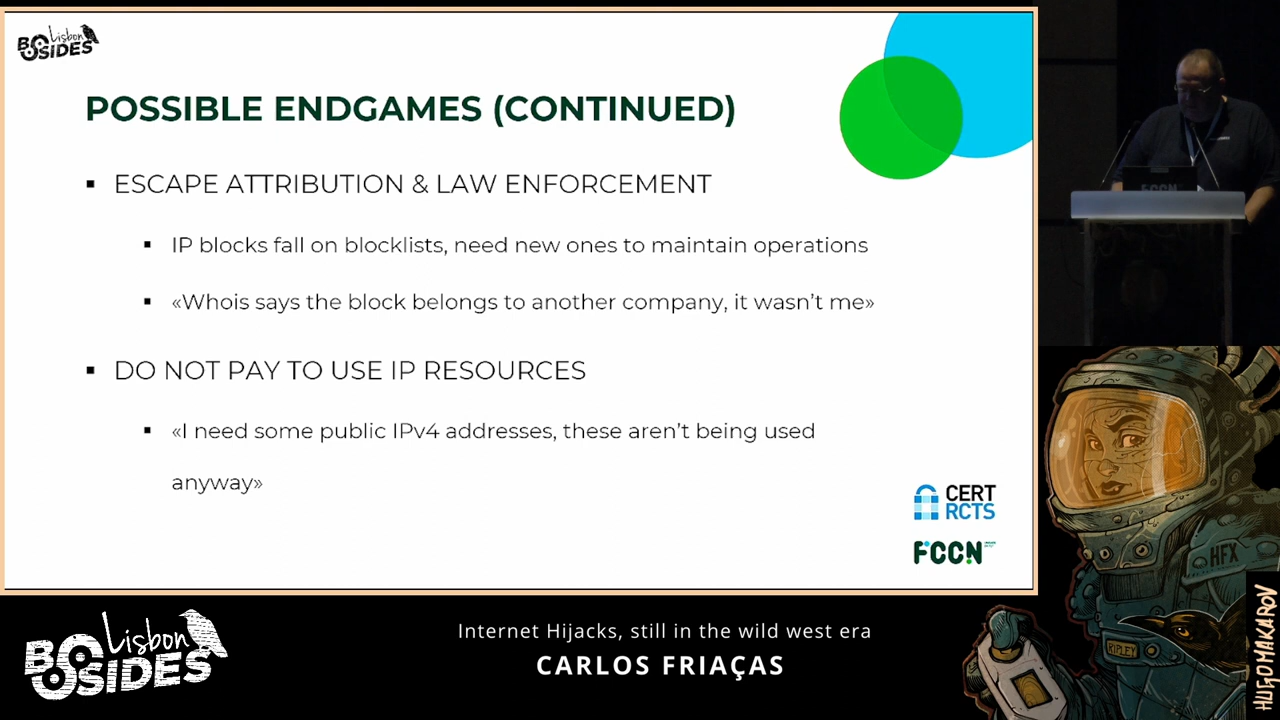 Lisbon
BSIDES
POSSIBLE ENDGAMES (CONTINUED)
▪ ESCAPE ATTRIBUTION & LAW ENFORCEMENT
▪ IP blocks fall on blocklists, need new ones to maintain operations
▪ «Whois says the block belongs to another company, it wasn't me»
▪ DO NOT PAY TO USE IP RESOURCES
▪ «I need some public IPv4 addresses, these aren't being used
anyway»
CERT
RCTS
FCCN
FCCN
HFX
RIPLEY
HUGOMAKAROV
Lisbon
BSIDES
Internet Hijacks, still in the wild west era
CARLOS FRIAÇAS